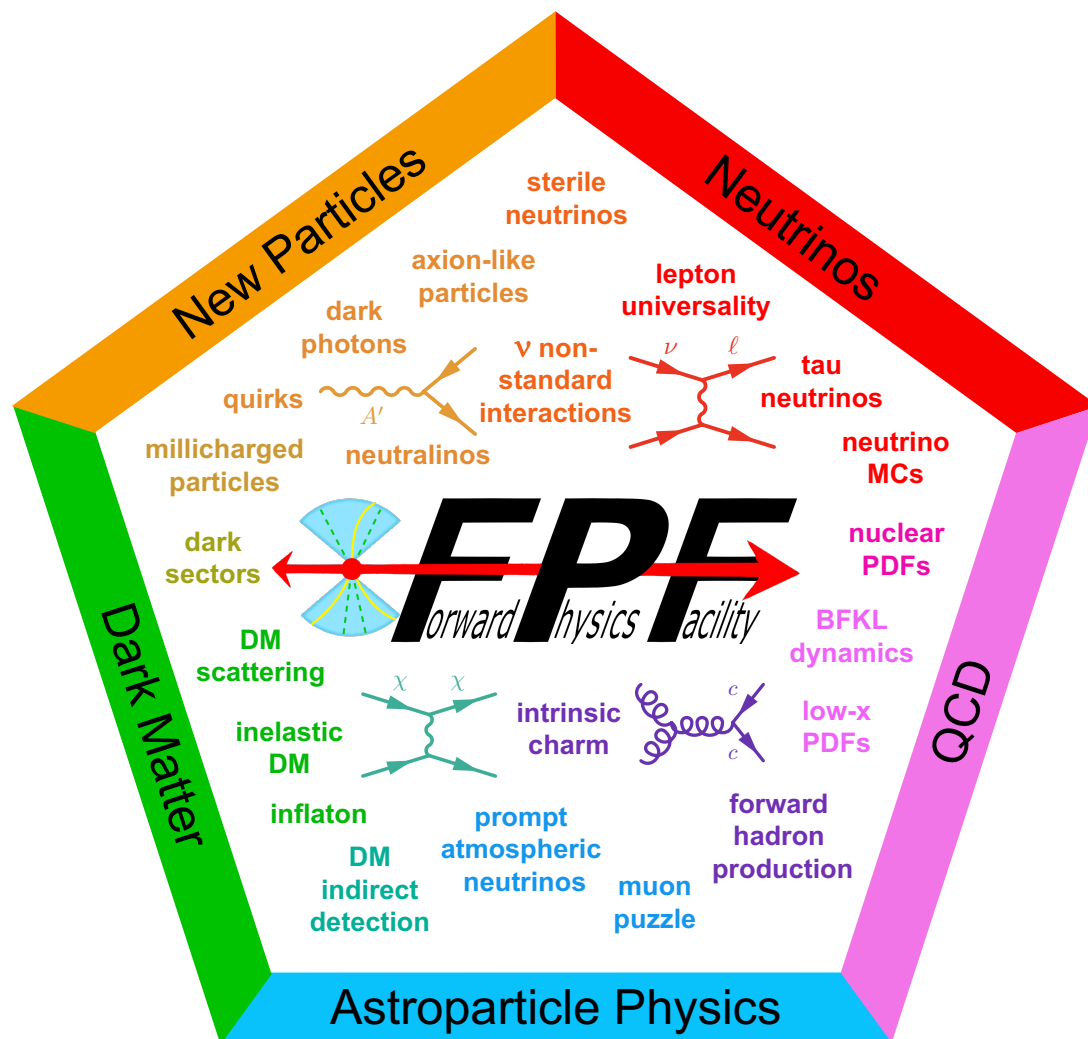 New Particles
Neutrinos
sterile
neutrinos
axion-like
particles
lepton
universality
dark
photons
ν non-
standard
interactions
ν
ℓ
tau
neutrinos
quirks
A′
neutralinos
millicharged
particles
neutrino
MCs
dark
sectors
nuclear
PDFs
FPF
Forward Physics Facility
DM
scattering
BFKL
dynamics
Dark Matter
QCD
χ
χ
inelastic
DM
intrinsic
charm
c
c
low-x
PDFs
inflaton
prompt
atmospheric
neutrinos
forward
hadron
production
DM
indirect
detection
muon
puzzle
Astroparticle Physics